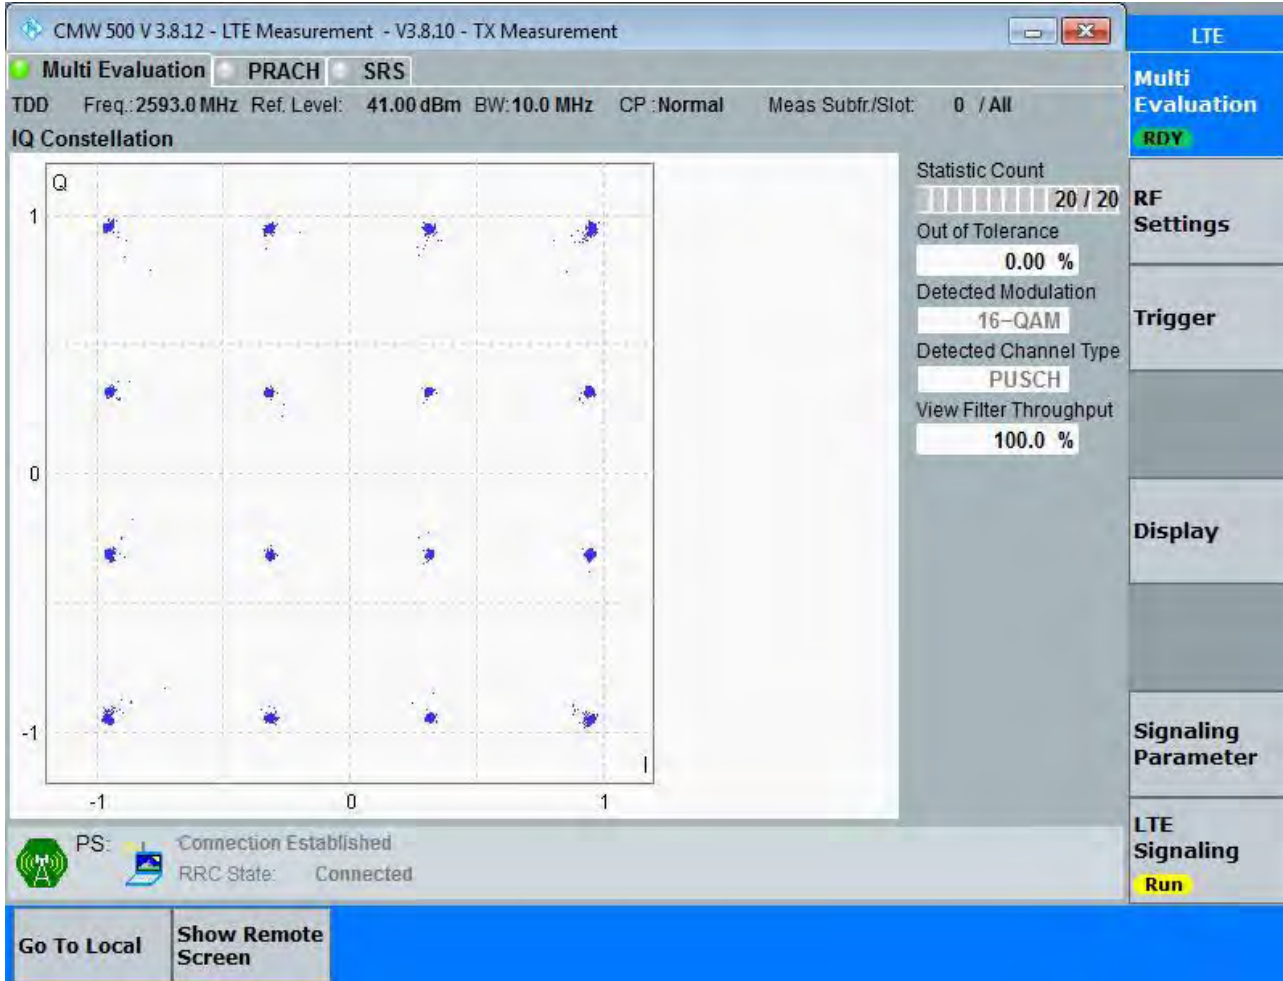 CMW 500 V 3.8.12 - LTE Measurement - V3.8.10 - TX Measurement
LTE
Multi Evaluation PRACH SRS
TDD Freq.: 2593.0 MHz Ref. Level: 41.00 dBm BW: 10.0 MHz CP : Normal Meas Subfr./Slot: 0 / All
IQ Constellation
Q
1
0
-1
I
-1 0 1
Statistic Count
20 / 20
Out of Tolerance
0.00 %
Detected Modulation
16-QAM
Detected Channel Type
PUSCH
View Filter Throughput
100.0 %
Multi
Evaluation
RDY
RF
Settings
Trigger
Display
Signaling
Parameter
LTE
Signaling
Run
PS: Connection Established
RRC State: Connected
Go To Local
Show Remote
Screen